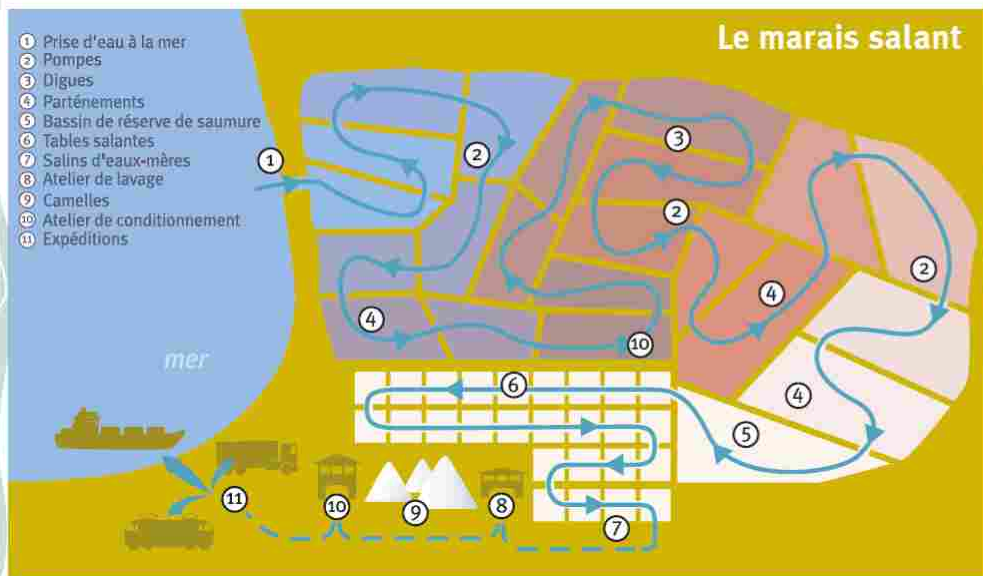 Le marais salant
1 Prise d'eau à la mer
2 Pompes
3 Digues
4 Parténements
5 Bassin de réserve de saumure
6 Tables salantes
7 Salins d'eaux-mères
8 Atelier de lavage
9 Camelles
10 Atelier de conditionnement
11 Expéditions
1
2
3
2
4
2
4
10
4
mer
6
5
11
10
9
8
7